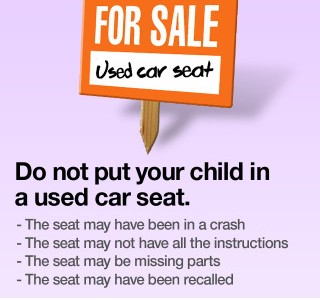 FOR SALE
Used car seat
Do not put your child in
a used car seat.
- The seat may have been in a crash
- The seat may not have all the instructions
- The seat may be missing parts
- The seat may have been recalled